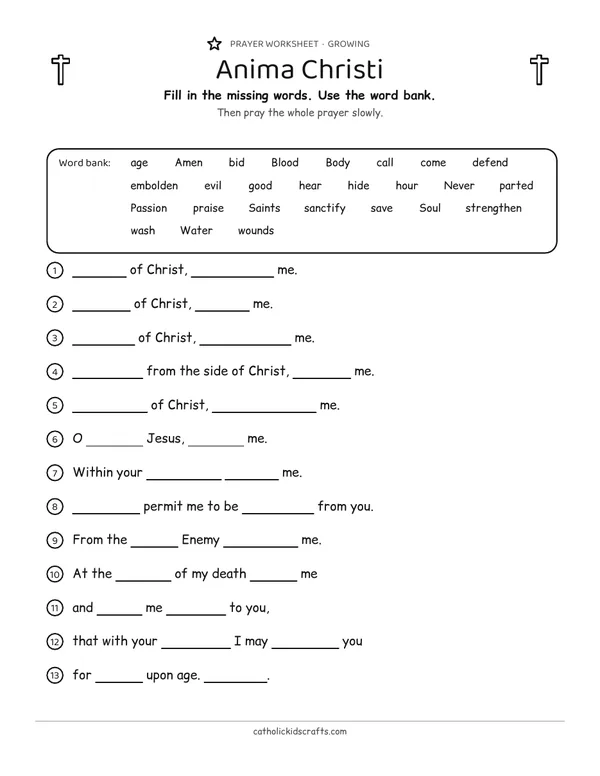 PRAYER WORKSHEET · GROWING
Anima Christi
Fill in the missing words. Use the word bank.
Then pray the whole prayer slowly.
Word bank: age Amen bid Blood Body call come defend
embolden evil good hear hide hour Never parted
Passion praise Saints sanctify save Soul strengthen
wash Water wounds
1 ________ of Christ, ____________ me.
2 ________ of Christ, ________ me.
3 _________ of Christ, _____________ me.
4 __________ from the side of Christ, ________ me.
5 ___________ of Christ, _______________ me.
6 O ________ Jesus, ________ me.
7 Within your ___________ ________ me.
8 __________ permit me to be __________ from you.
9 From the _______ Enemy ___________ me.
10 At the ________ of my death _______ me
11 and _______ me _________ to you,
12 that with your __________ I may __________ you
13 for _______ upon age. _________.
catholickidscrafts.com